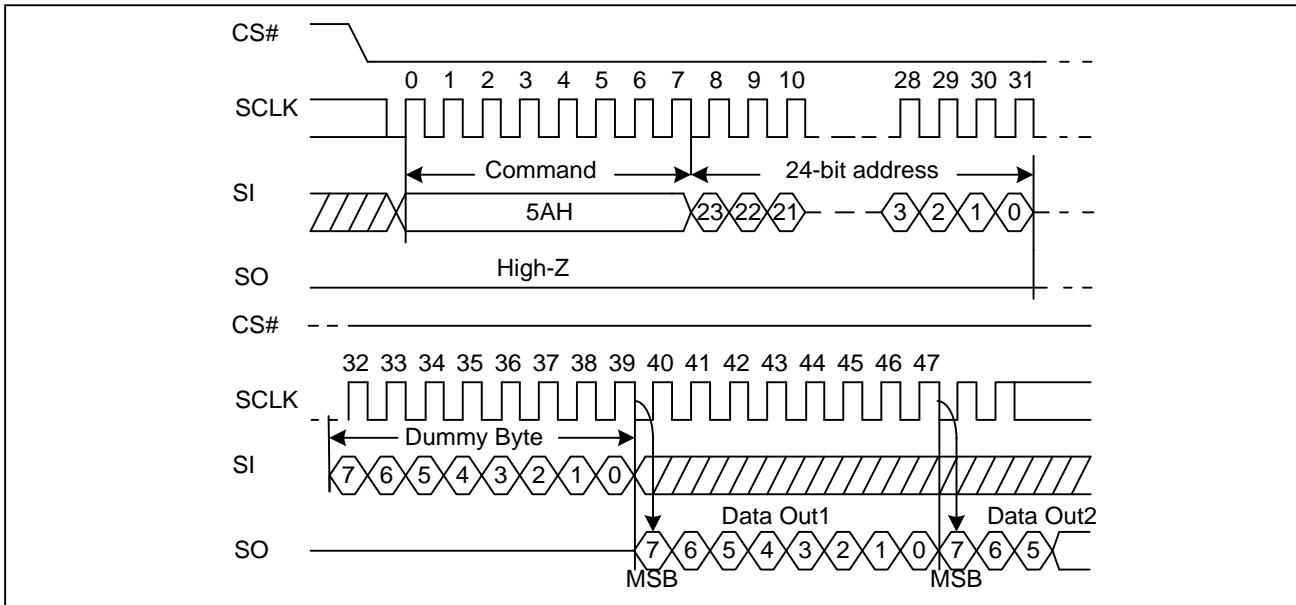 CS#
0 1 2 3 4 5 6 7 8 9 10 28 29 30 31
SCLK
Command 24-bit address
SI
5AH 23 22 21 3 2 1 0
High-Z
SO
CS#
32 33 34 35 36 37 38 39 40 41 42 43 44 45 46 47
SCLK
Dummy Byte
SI
7 6 5 4 3 2 1 0
Data Out1 Data Out2
SO
7 6 5 4 3 2 1 0 7 6 5
MSB MSB